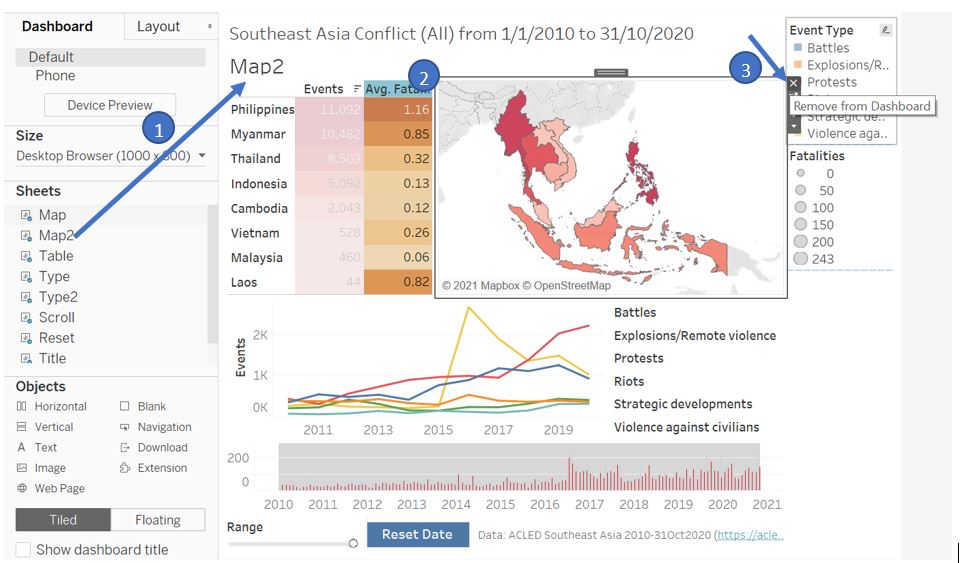 Dashboard
Layout
Default
Phone
Device Preview
1
Size
Desktop Browser (1000 x 800)
Sheets
Map
Map2
Table
Type
Type2
Scroll
Reset
Title
Objects
Horizontal
Blank
Vertical
Navigation
A Text
Download
Image
Extension
Web Page
Tiled
Floating
Show dashboard title
Southeast Asia Conflict (All) from 1/1/2010 to 31/10/2020
Map2
2
Events
Avg. Fatal..
Philippines 11,092 1.16
Myanmar 10,482 0.85
Thailand 8,503 0.32
Indonesia 5,092 0.13
Cambodia 2,043 0.12
Vietnam 528 0.26
Malaysia 460 0.06
Laos 44 0.82
© 2021 Mapbox © OpenStreetMap
3
Event Type
Battles
Explosions/R..
Protests
Remove from Dashboard
Strategic de..
Violence aga..
Fatalities
0
50
100
150
200
243
Events
2K
1K
0K
2011 2013 2015 2017 2019
Battles
Explosions/Remote violence
Protests
Riots
Strategic developments
Violence against civilians
200
0
2010 2011 2012 2013 2014 2015 2016 2017 2018 2019 2020 2021
Range
Reset Date
Data: ACLED Southeast Asia 2010-31Oct2020 (https://acle..